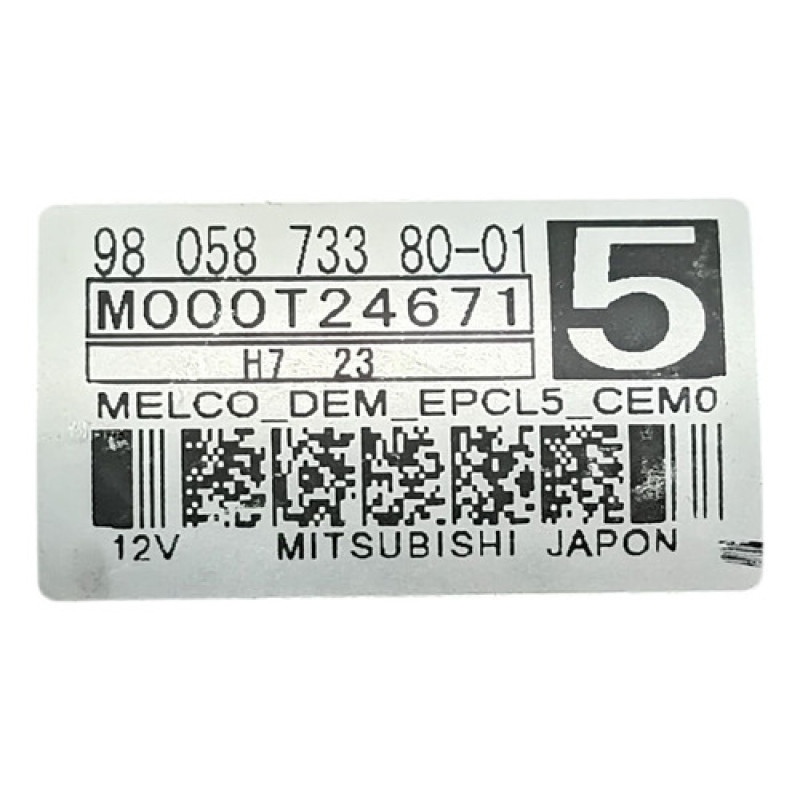 98 058 733 80-01
5
M000T24671
H7 23
MELCO_DEM_EPCL5_CEM0
12V MITSUBISHI JAPON